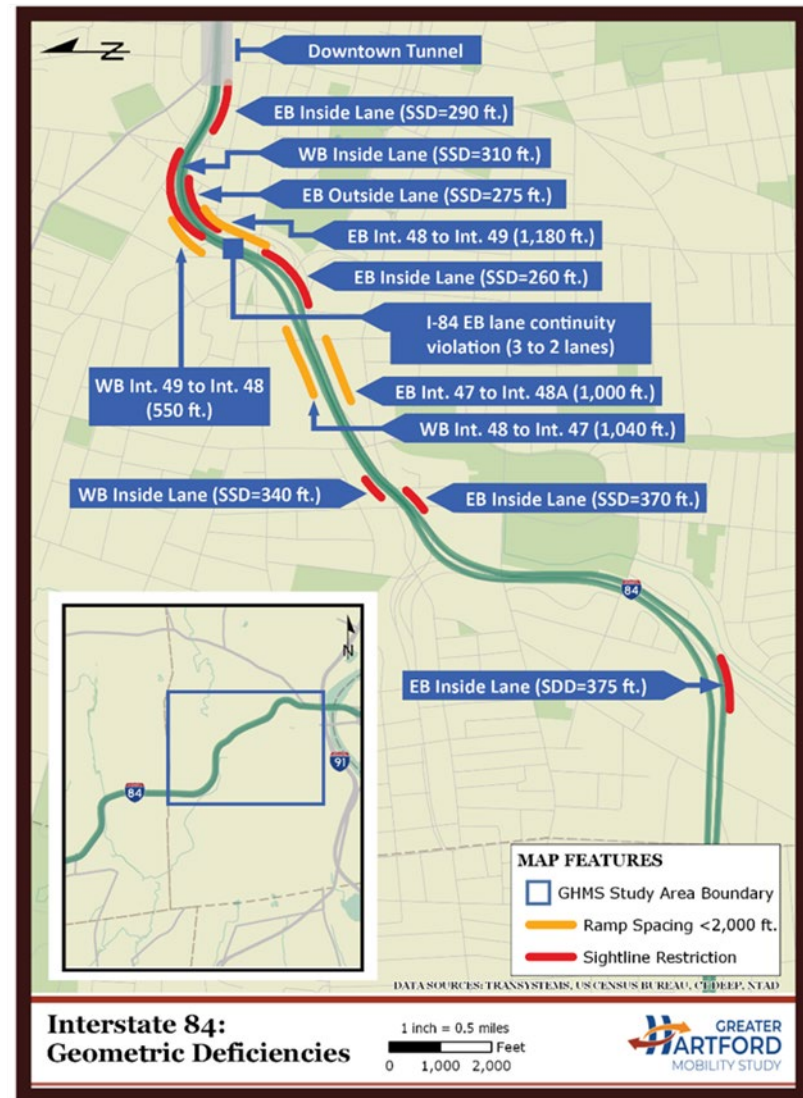 N
Downtown Tunnel
EB Inside Lane (SSD=290 ft.)
WB Inside Lane (SSD=310 ft.)
EB Outside Lane (SSD=275 ft.)
EB Int. 48 to Int. 49 (1,180 ft.)
EB Inside Lane (SSD=260 ft.)
I-84 EB lane continuity
violation (3 to 2 lanes)
WB Int. 49 to Int. 48
(550 ft.)
EB Int. 47 to Int. 48A (1,000 ft.)
WB Int. 48 to Int. 47 (1,040 ft.)
WB Inside Lane (SSD=340 ft.)
EB Inside Lane (SSD=370 ft.)
84
EB Inside Lane (SDD=375 ft.)
N
84
91
MAP FEATURES
GHMS Study Area Boundary
Ramp Spacing <2,000 ft.
Sightline Restriction
DATA SOURCES: TRANSYSTEMS, US CENSUS BUREAU, CT DEEP, NTAD
Interstate 84:
Geometric Deficiencies
1 inch = 0.5 miles
Feet
0 1,000 2,000
GREATER
HARTFORD
MOBILITY STUDY